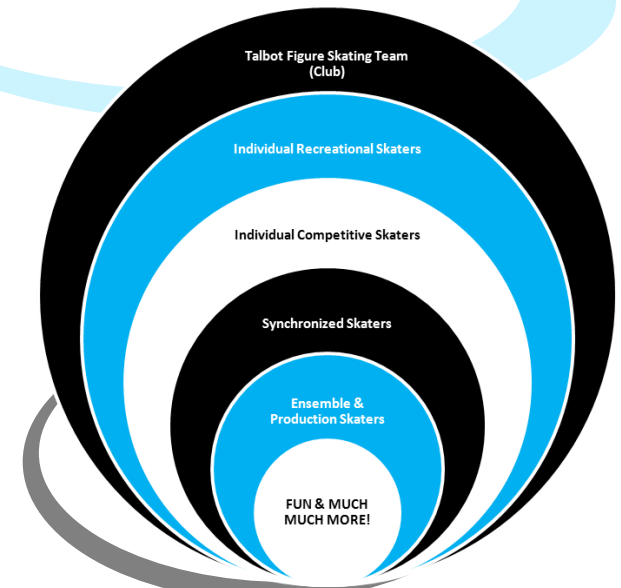 Talbot Figure Skating Team
(Club)
Individual Recreational Skaters
Individual Competitive Skaters
Synchronized Skaters
Ensemble &
Production Skaters
FUN & MUCH
MUCH MORE!